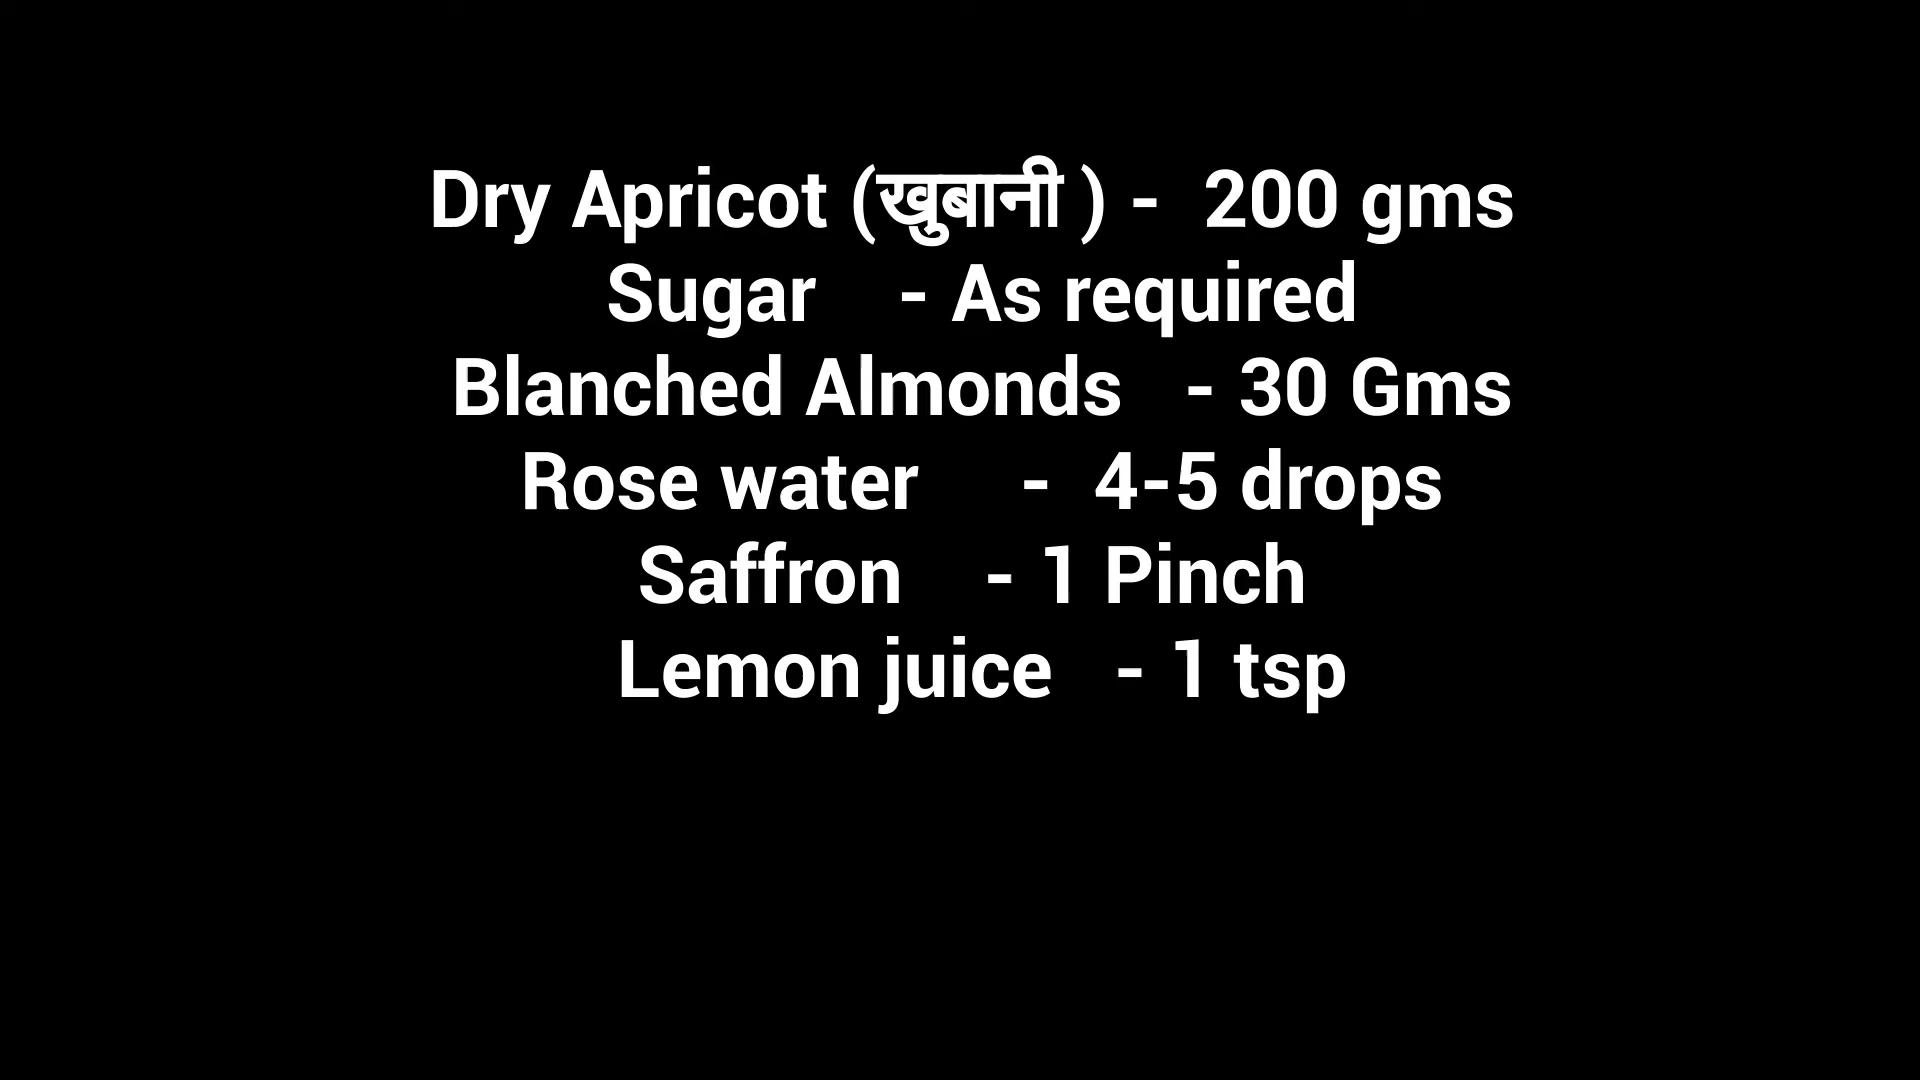 Dry Apricot (खुबानी ) - 200 gms
Sugar - As required
Blanched Almonds - 30 Gms
Rose water - 4-5 drops
Saffron - 1 Pinch
Lemon juice - 1 tsp